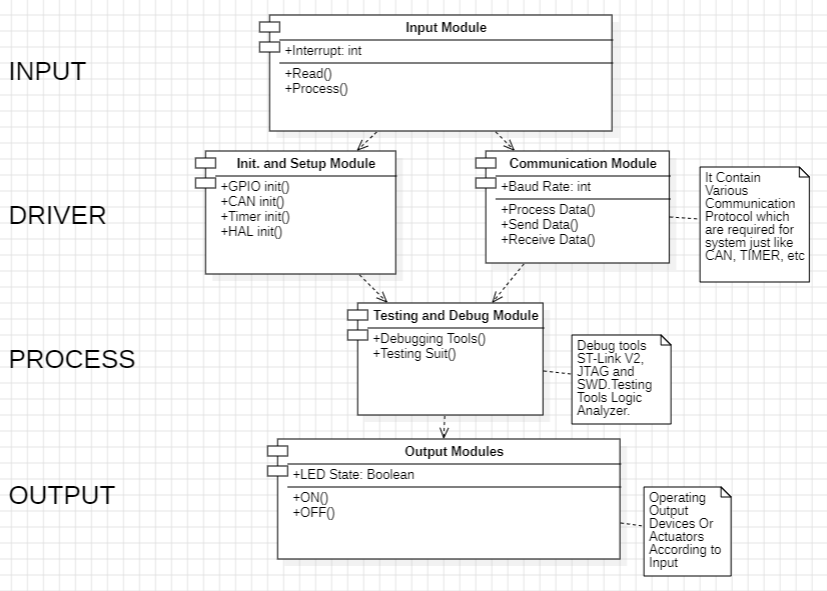 Input Module
+Interrupt: int
INPUT
+Read()
+Process()
Init. and Setup Module
+GPIO init()
+CAN init()
+Timer init()
+HAL init()
DRIVER
Communication Module
+Baud Rate: int
+Process Data()
+Send Data()
+Receive Data()
It Contain
Various
Communication
Protocol which
are required for
system just like
CAN, TIMER, etc
Testing and Debug Module
+Debugging Tools()
+Testing Suit()
PROCESS
Debug tools
ST-Link V2,
JTAG and
SWD.Testing
Tools Logic
Analyzer.
Output Modules
+LED State: Boolean
OUTPUT
+ON()
+OFF()
Operating
Output
Devices Or
Actuators
According to
Input